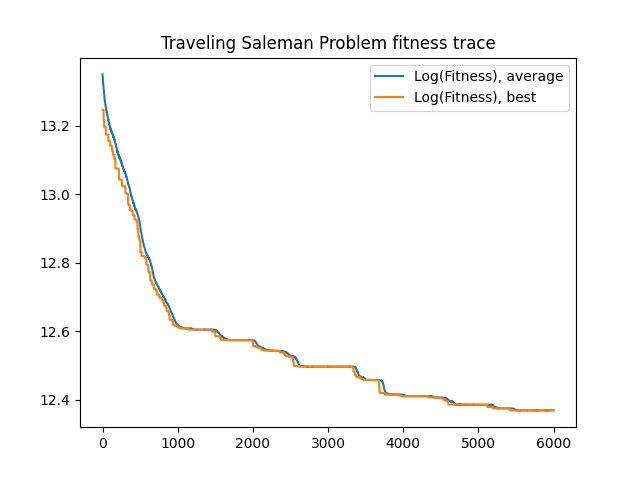 Traveling Saleman Problem fitness trace
Log(Fitness), average
Log(Fitness), best
13.2
13.0
12.8
12.6
12.4
0 1000 2000 3000 4000 5000 6000